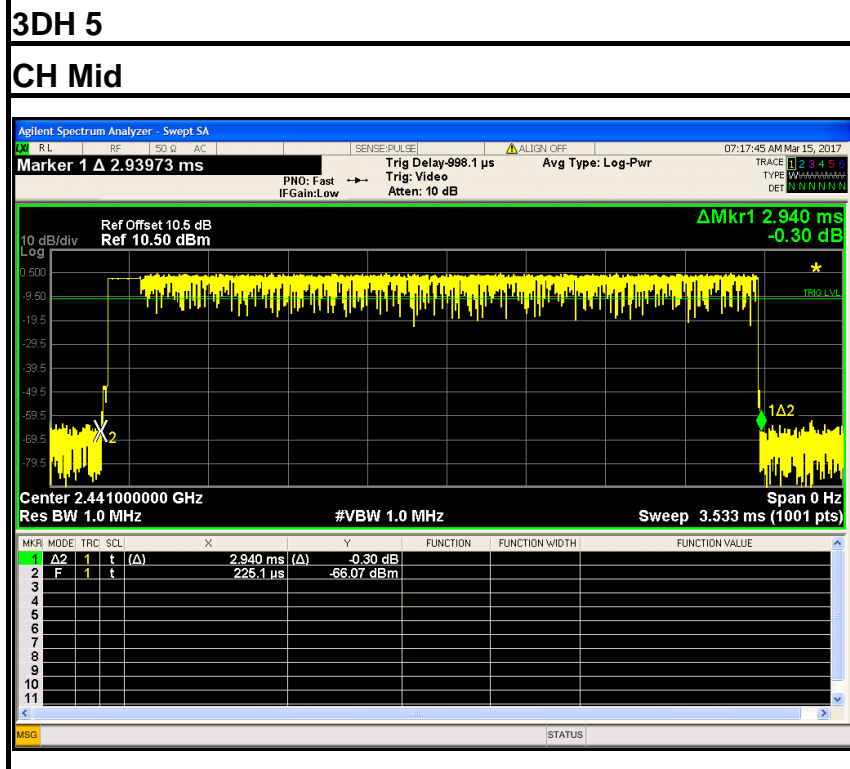 3DH 5
CH Mid
Agilent Spectrum Analyzer - Swept SA
RL RF 50 Ω AC SENSE:PULSE ALIGN OFF 07:17:45 AM Mar 15, 2017
Marker 1 Δ 2.93973 ms Trig Delay-998.1 µs Avg Type: Log-Pwr TRACE 1 2 3 4 5 6
PNO: Fast Trig: Video TYPE
IFGain:Low Atten: 10 dB DET N N N N N N
ΔMkr1 2.940 ms
-0.30 dB
Ref Offset 10.5 dB
10 dB/div Ref 10.50 dBm
Log
0.500
-9.50
TRIG LVL
-19.5
-29.5
-39.5
-49.5
-59.5
1Δ2
-69.5
2
-79.5
Center 2.441000000 GHz Span 0 Hz
Res BW 1.0 MHz #VBW 1.0 MHz Sweep 3.533 ms (1001 pts)
MKR MODE TRC SCL X Y FUNCTION FUNCTION WIDTH FUNCTION VALUE
1 Δ2 1 t (Δ) 2.940 ms (Δ) -0.30 dB
2 F 1 t 225.1 µs -66.07 dBm
3
4
5
6
7
8
9
10
11
MSG STATUS